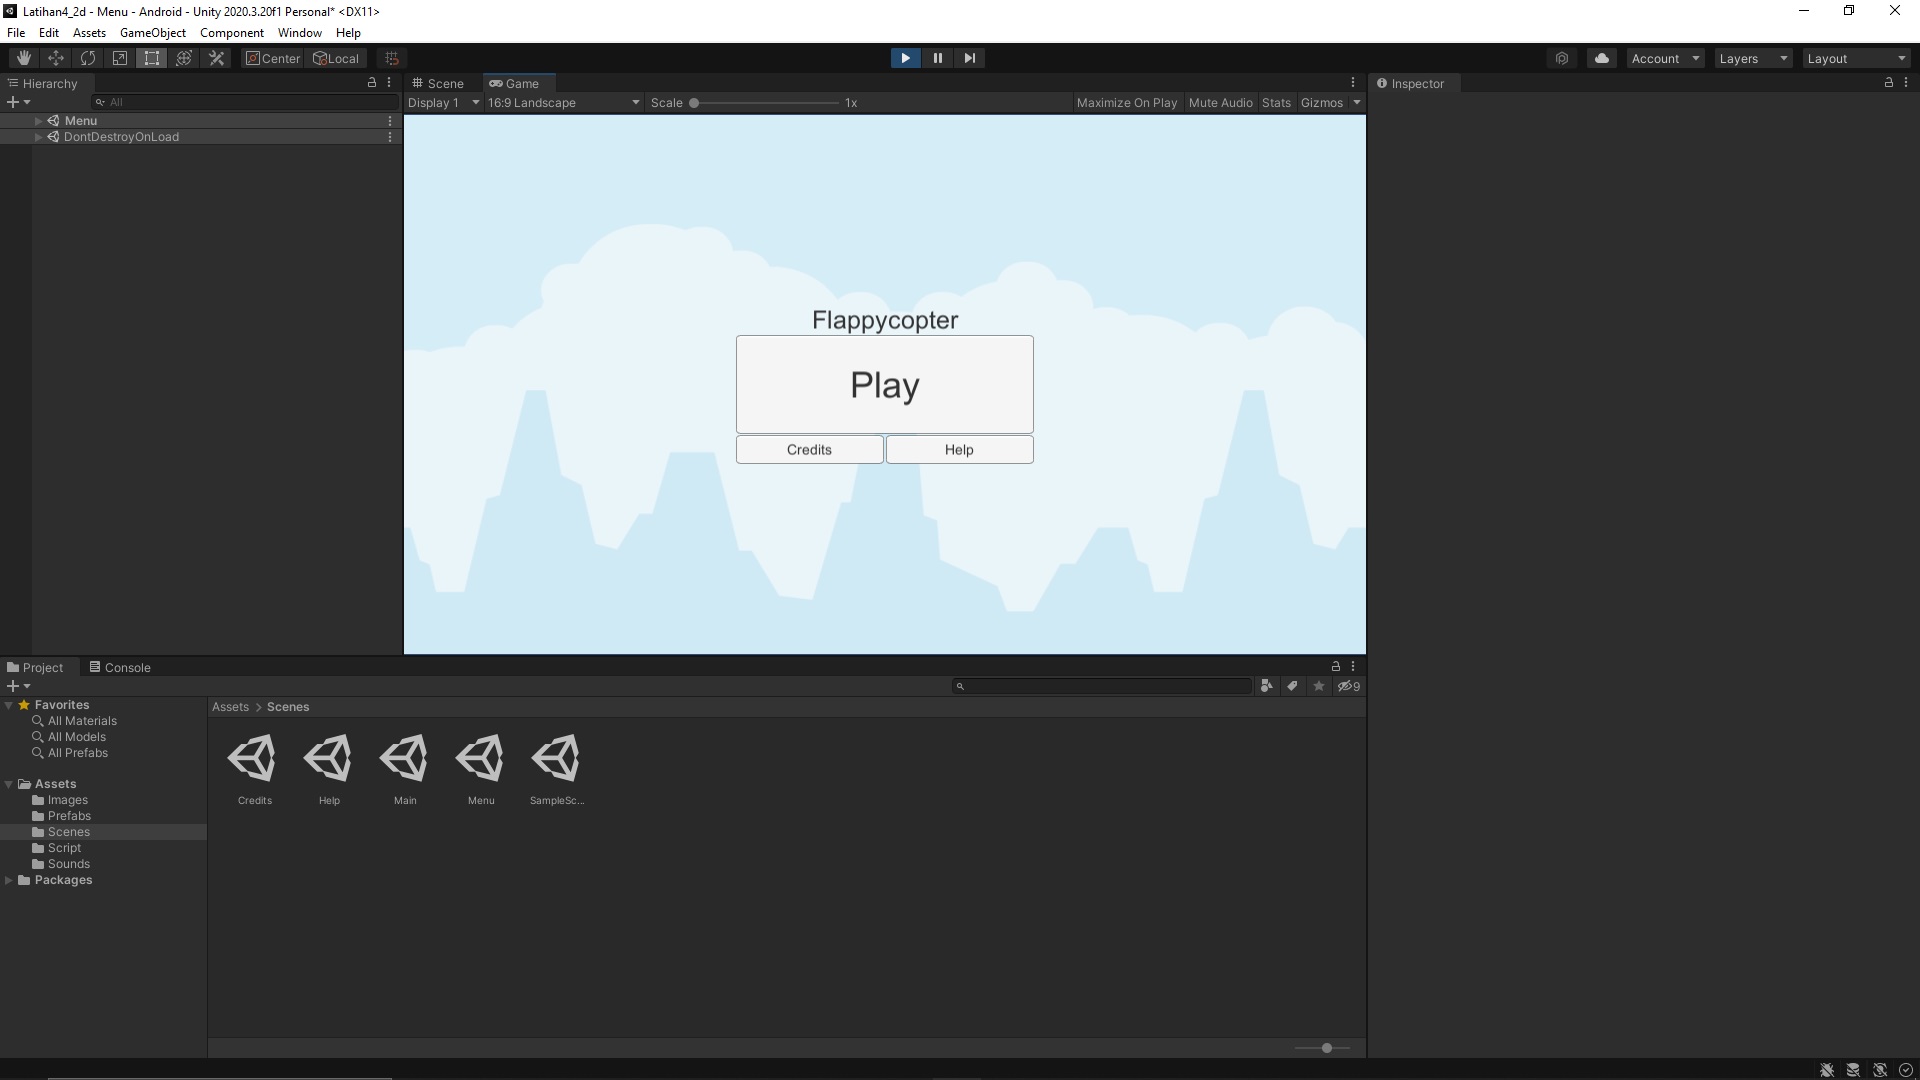 Latihan4_2d - Menu - Android - Unity 2020.3.20f1 Personal* <DX11>
File Edit Assets GameObject Component Window Help
Center Local Account Layers Layout
Hierarchy Scene Game Inspector
All Display 1 16:9 Landscape Scale 1x Maximize On Play Mute Audio Stats Gizmos
Menu
DontDestroyOnLoad
Flappycopter
Play
Credits Help
Project Console
9
Favorites
All Materials
All Models
All Prefabs
Assets
Images
Prefabs
Scenes
Script
Sounds
Packages
Assets > Scenes
Credits Help Main Menu SampleSc...